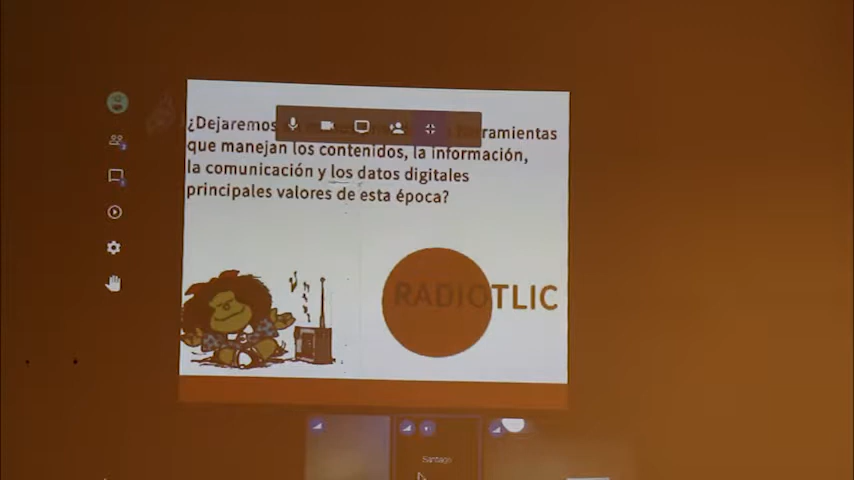 ¿Dejaremos
rramientas
que manejan los contenidos, la información,
la comunicación y los datos digitales
principales valores de esta época?
RADIOTLIC
Santiago